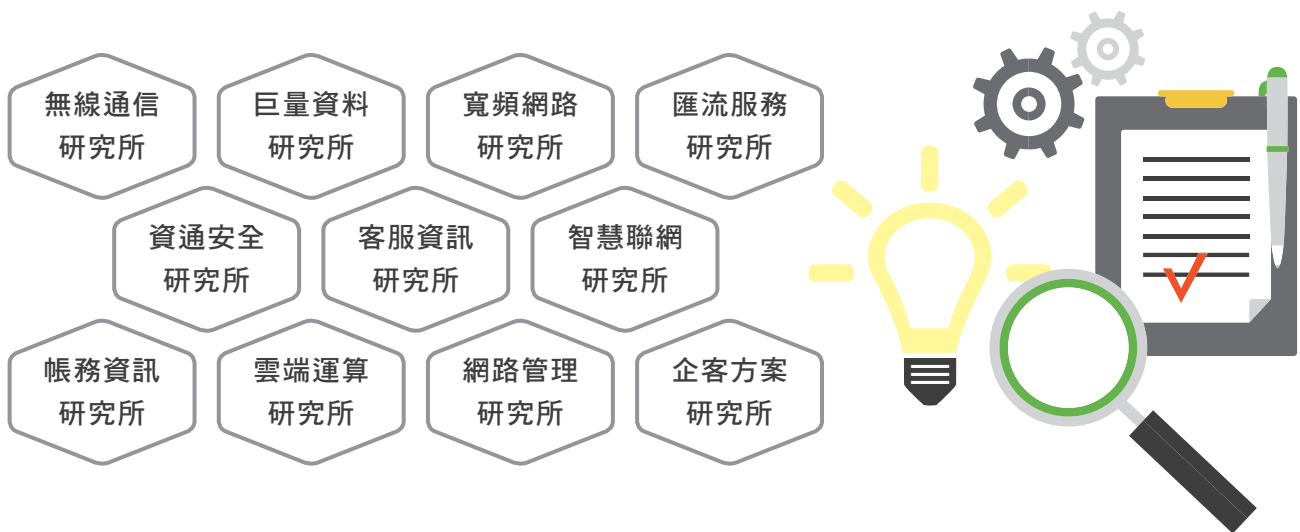 無線通信
研究所
巨量資料
研究所
寬頻網路
研究所
匯流服務
研究所
資通安全
研究所
客服資訊
研究所
智慧聯網
研究所
帳務資訊
研究所
雲端運算
研究所
網路管理
研究所
企客方案
研究所